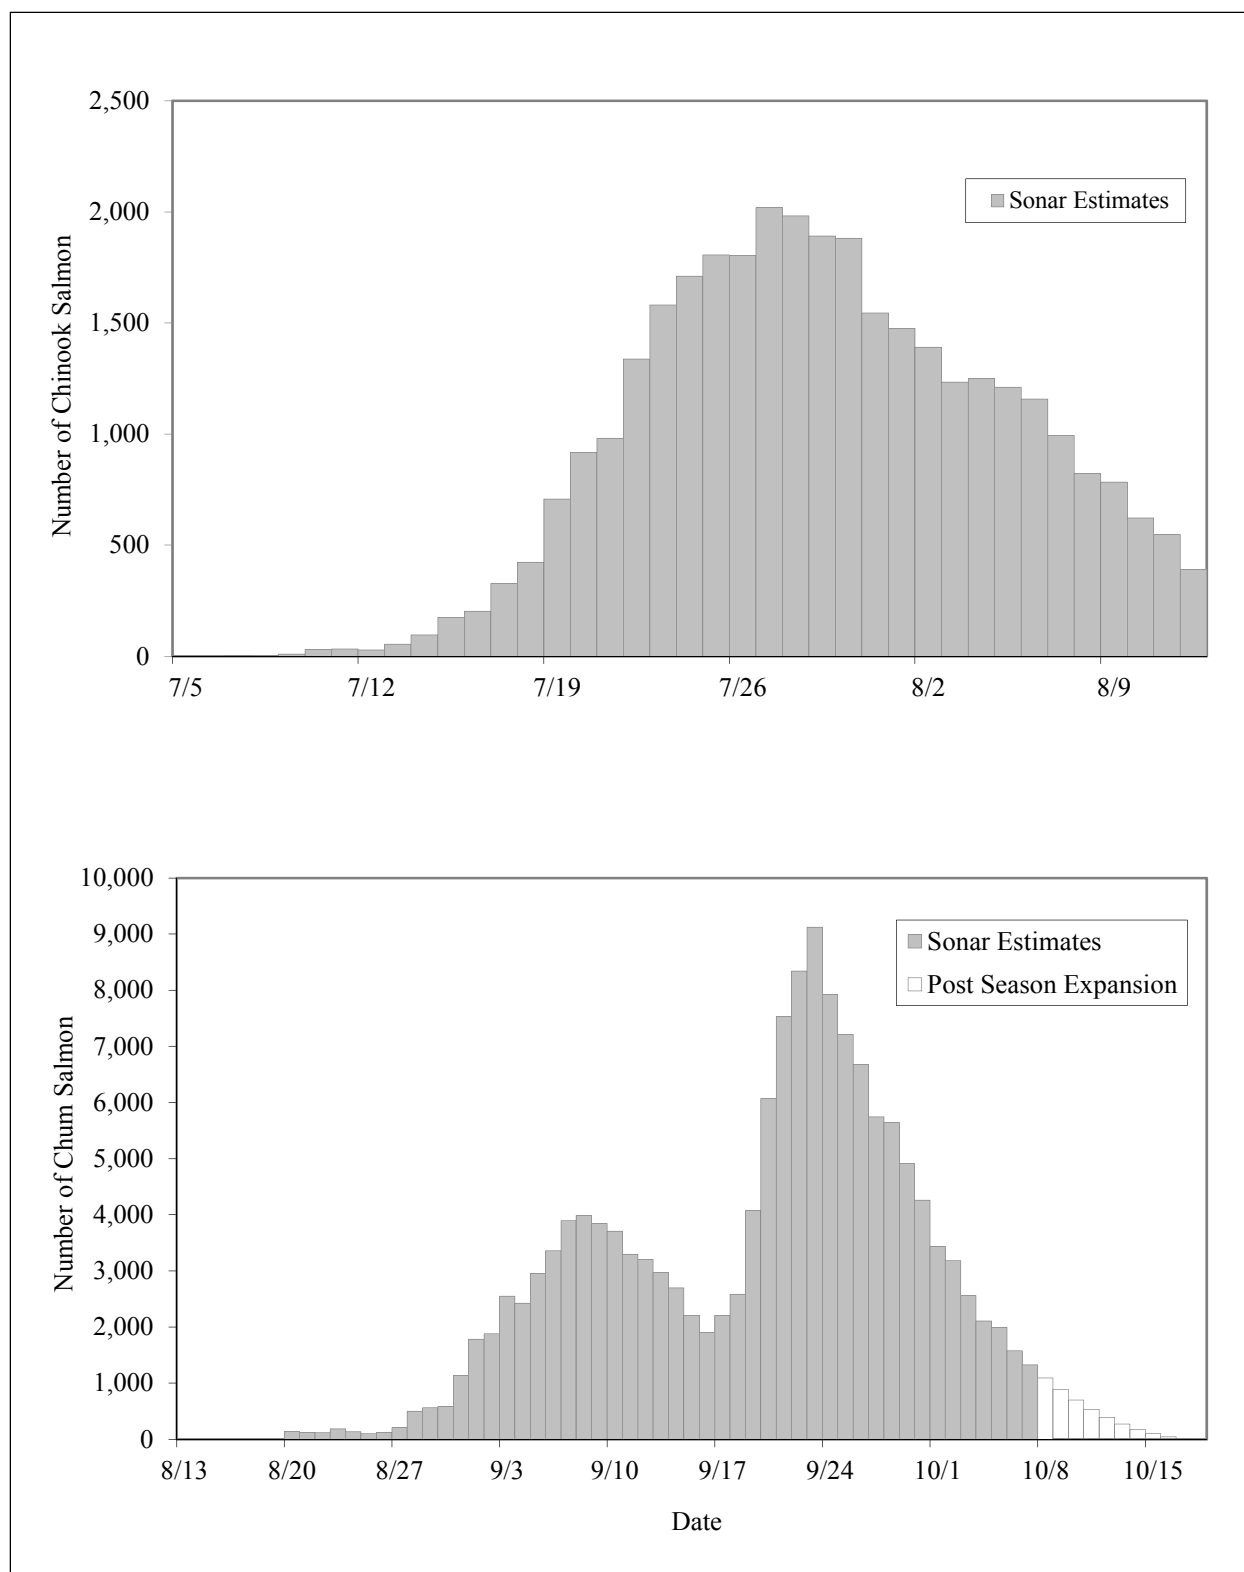 2,500
2,000
1,500
1,000
500
0
Number of Chinook Salmon
Sonar Estimates
7/5 7/12 7/19 7/26 8/2 8/9
10,000
9,000
8,000
7,000
6,000
5,000
4,000
3,000
2,000
1,000
0
Number of Chum Salmon
Sonar Estimates
Post Season Expansion
8/13 8/20 8/27 9/3 9/10 9/17 9/24 10/1 10/8 10/15
Date